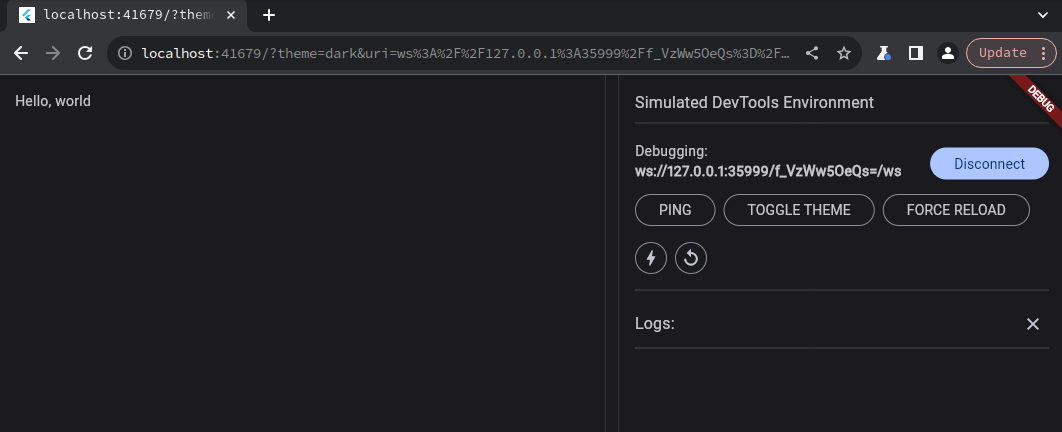 localhost:41679/?them
localhost:41679/?theme=dark&uri=ws%3A%2F%2F127.0.0.1%3A35999%2Ff_VzWw5OeQs%3D%2F…
Update
Hello, world
Simulated DevTools Environment
DEBUG
Debugging:
ws://127.0.0.1:35999/f_VzWw5OeQs=/ws
Disconnect
PING
TOGGLE THEME
FORCE RELOAD
Logs: